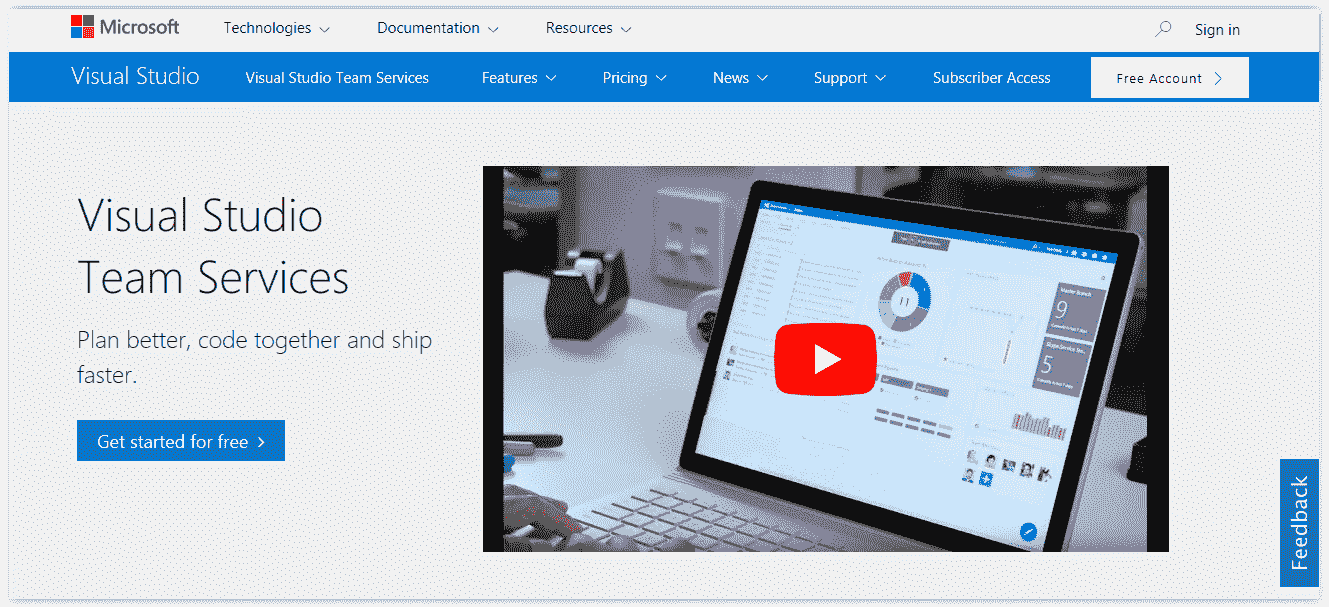 Microsoft Technologies Documentation Resources Sign in
Visual Studio Visual Studio Team Services Features Pricing News Support Subscriber Access Free Account
Visual Studio
Team Services
Plan better, code together and ship
faster.
Get started for free
Master Branch
9
5
Feedback